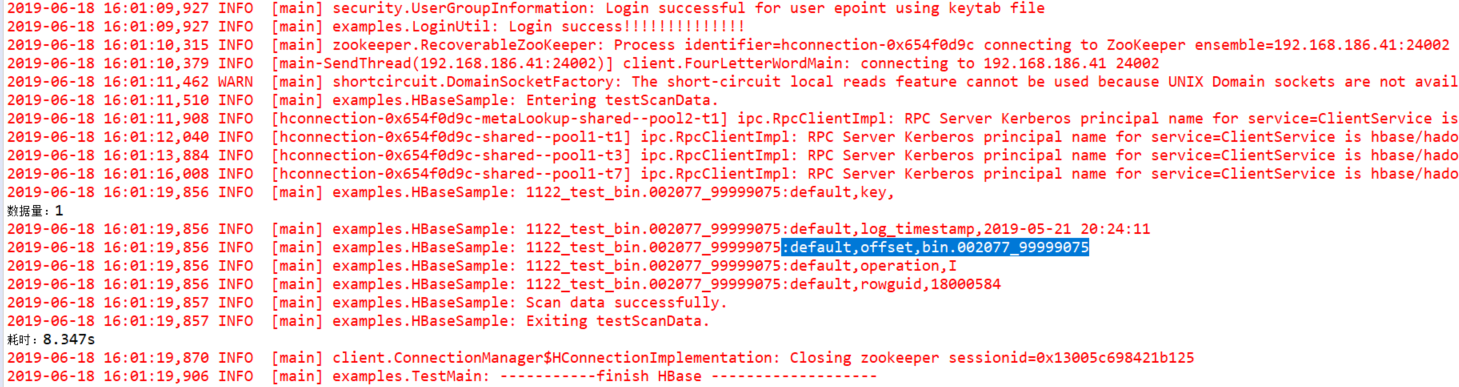 2019-06-18 16:01:09,927 INFO  [main] security.UserGroupInformation: Login successful for user epoint using keytab file
2019-06-18 16:01:09,927 INFO  [main] examples.LoginUtil: Login success!!!!!!!!!!!!!!
2019-06-18 16:01:10,315 INFO  [main] zookeeper.RecoverableZooKeeper: Process identifier=hconnection-0x654f0d9c connecting to ZooKeeper ensemble=192.168.186.41:24002
2019-06-18 16:01:10,379 INFO  [main-SendThread(192.168.186.41:24002)] client.FourLetterWordMain: connecting to 192.168.186.41 24002
2019-06-18 16:01:11,462 WARN  [main] shortcircuit.DomainSocketFactory: The short-circuit local reads feature cannot be used because UNIX Domain sockets are not avail
2019-06-18 16:01:11,510 INFO  [main] examples.HBaseSample: Entering testScanData.
2019-06-18 16:01:11,908 INFO  [hconnection-0x654f0d9c-metaLookup-shared--pool2-t1] ipc.RpcClientImpl: RPC Server Kerberos principal name for service=ClientService is
2019-06-18 16:01:12,040 INFO  [hconnection-0x654f0d9c-shared--pool1-t1] ipc.RpcClientImpl: RPC Server Kerberos principal name for service=ClientService is hbase/hado
2019-06-18 16:01:13,884 INFO  [hconnection-0x654f0d9c-shared--pool1-t3] ipc.RpcClientImpl: RPC Server Kerberos principal name for service=ClientService is hbase/hado
2019-06-18 16:01:16,008 INFO  [hconnection-0x654f0d9c-shared--pool1-t7] ipc.RpcClientImpl: RPC Server Kerberos principal name for service=ClientService is hbase/hado
2019-06-18 16:01:19,856 INFO  [main] examples.HBaseSample: 1122_test_bin.002077_99999075:default,key,
数据量：1
2019-06-18 16:01:19,856 INFO  [main] examples.HBaseSample: 1122_test_bin.002077_99999075:default,log_timestamp,2019-05-21 20:24:11
2019-06-18 16:01:19,856 INFO  [main] examples.HBaseSample: 1122_test_bin.002077_99999075:default,offset,bin.002077_99999075
2019-06-18 16:01:19,856 INFO  [main] examples.HBaseSample: 1122_test_bin.002077_99999075:default,operation,I
2019-06-18 16:01:19,856 INFO  [main] examples.HBaseSample: 1122_test_bin.002077_99999075:default,rowguid,18000584
2019-06-18 16:01:19,857 INFO  [main] examples.HBaseSample: Scan data successfully.
2019-06-18 16:01:19,857 INFO  [main] examples.HBaseSample: Exiting testScanData.
耗时：8.347s
2019-06-18 16:01:19,870 INFO  [main] client.ConnectionManager$HConnectionImplementation: Closing zookeeper sessionid=0x13005c698421b125
2019-06-18 16:01:19,906 INFO  [main] examples.TestMain: -----------finish HBase -------------------